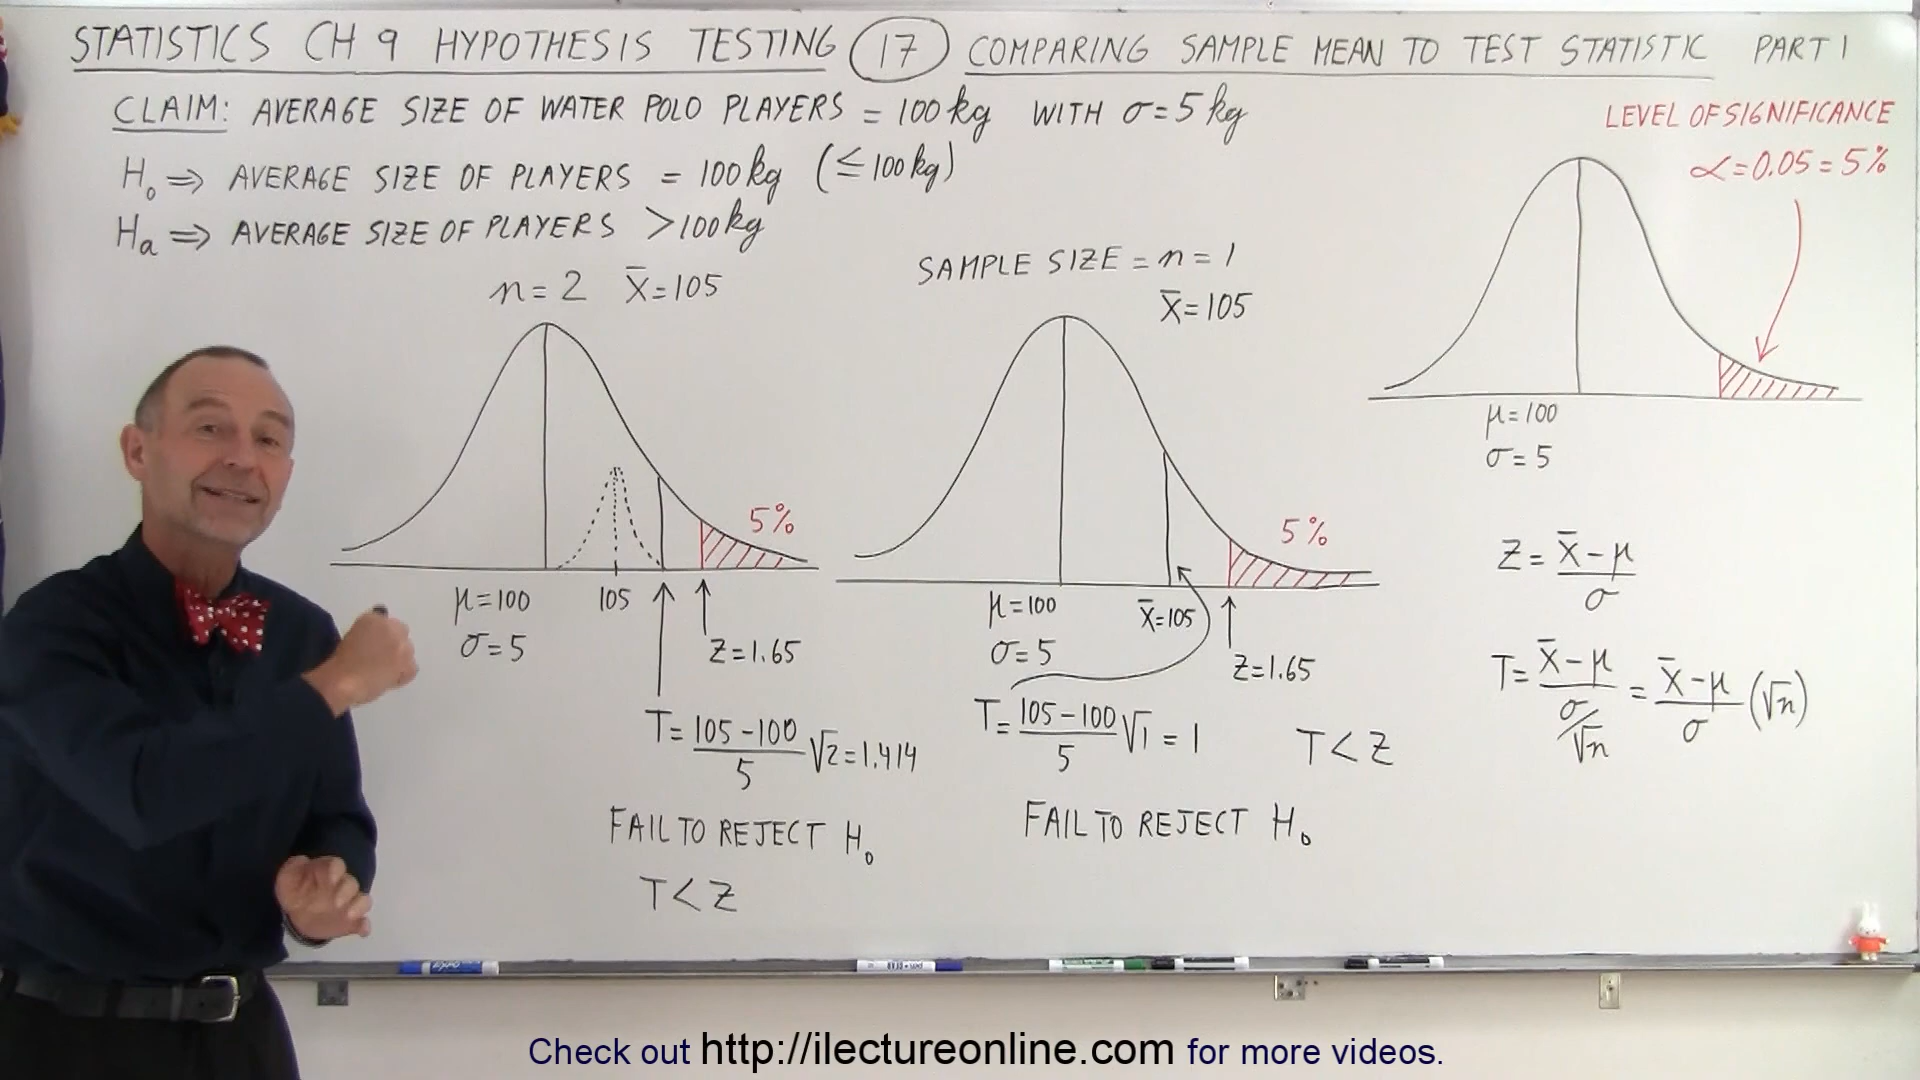 STATISTICS CH 9 HYPOTHESIS TESTING 17 COMPARING SAMPLE MEAN TO TEST STATISTIC PART 1
CLAIM: AVERAGE SIZE OF WATER POLO PLAYERS = 100 kg WITH σ = 5 kg
H₀ ⇒ AVERAGE SIZE OF PLAYERS = 100 kg (≤ 100 kg)
Hₐ ⇒ AVERAGE SIZE OF PLAYERS > 100 kg
LEVEL OF SIGNIFICANCE
α = 0.05 = 5%
μ = 100
σ = 5
n = 2 x̄ = 105
5%
μ = 100 105
σ = 5 Z = 1.65
T = (105 - 100)/5 √2 = 1.414
FAIL TO REJECT H₀
T < Z
SAMPLE SIZE = n = 1
x̄ = 105
5%
μ = 100 x̄ = 105
σ = 5 Z = 1.65
T = (105 - 100)/5 √1 = 1 T < Z
FAIL TO REJECT H₀
Z = (x̄ - μ)/σ
T = (x̄ - μ)/(σ/√n) = (x̄ - μ)/σ (√n)
Check out http://ilectureonline.com for more videos.